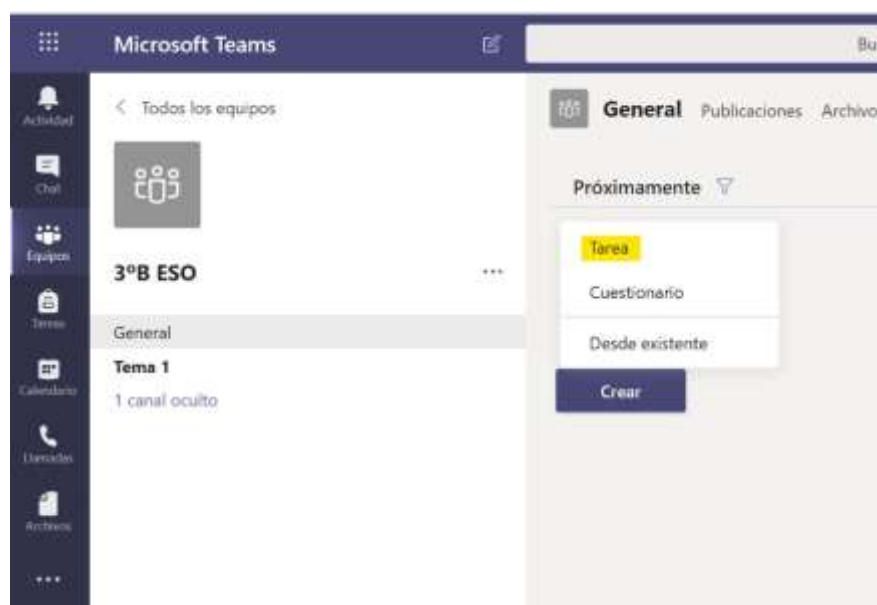 Microsoft Teams
Bu
Actividad
Chat
Equipos
Tareas
Calendario
Llamadas
Archivos
Todos los equipos
3ºB ESO
General
Tema 1
1 canal oculto
General Publicaciones Archivo
Próximamente
Tarea
Cuestionario
Desde existente
Crear